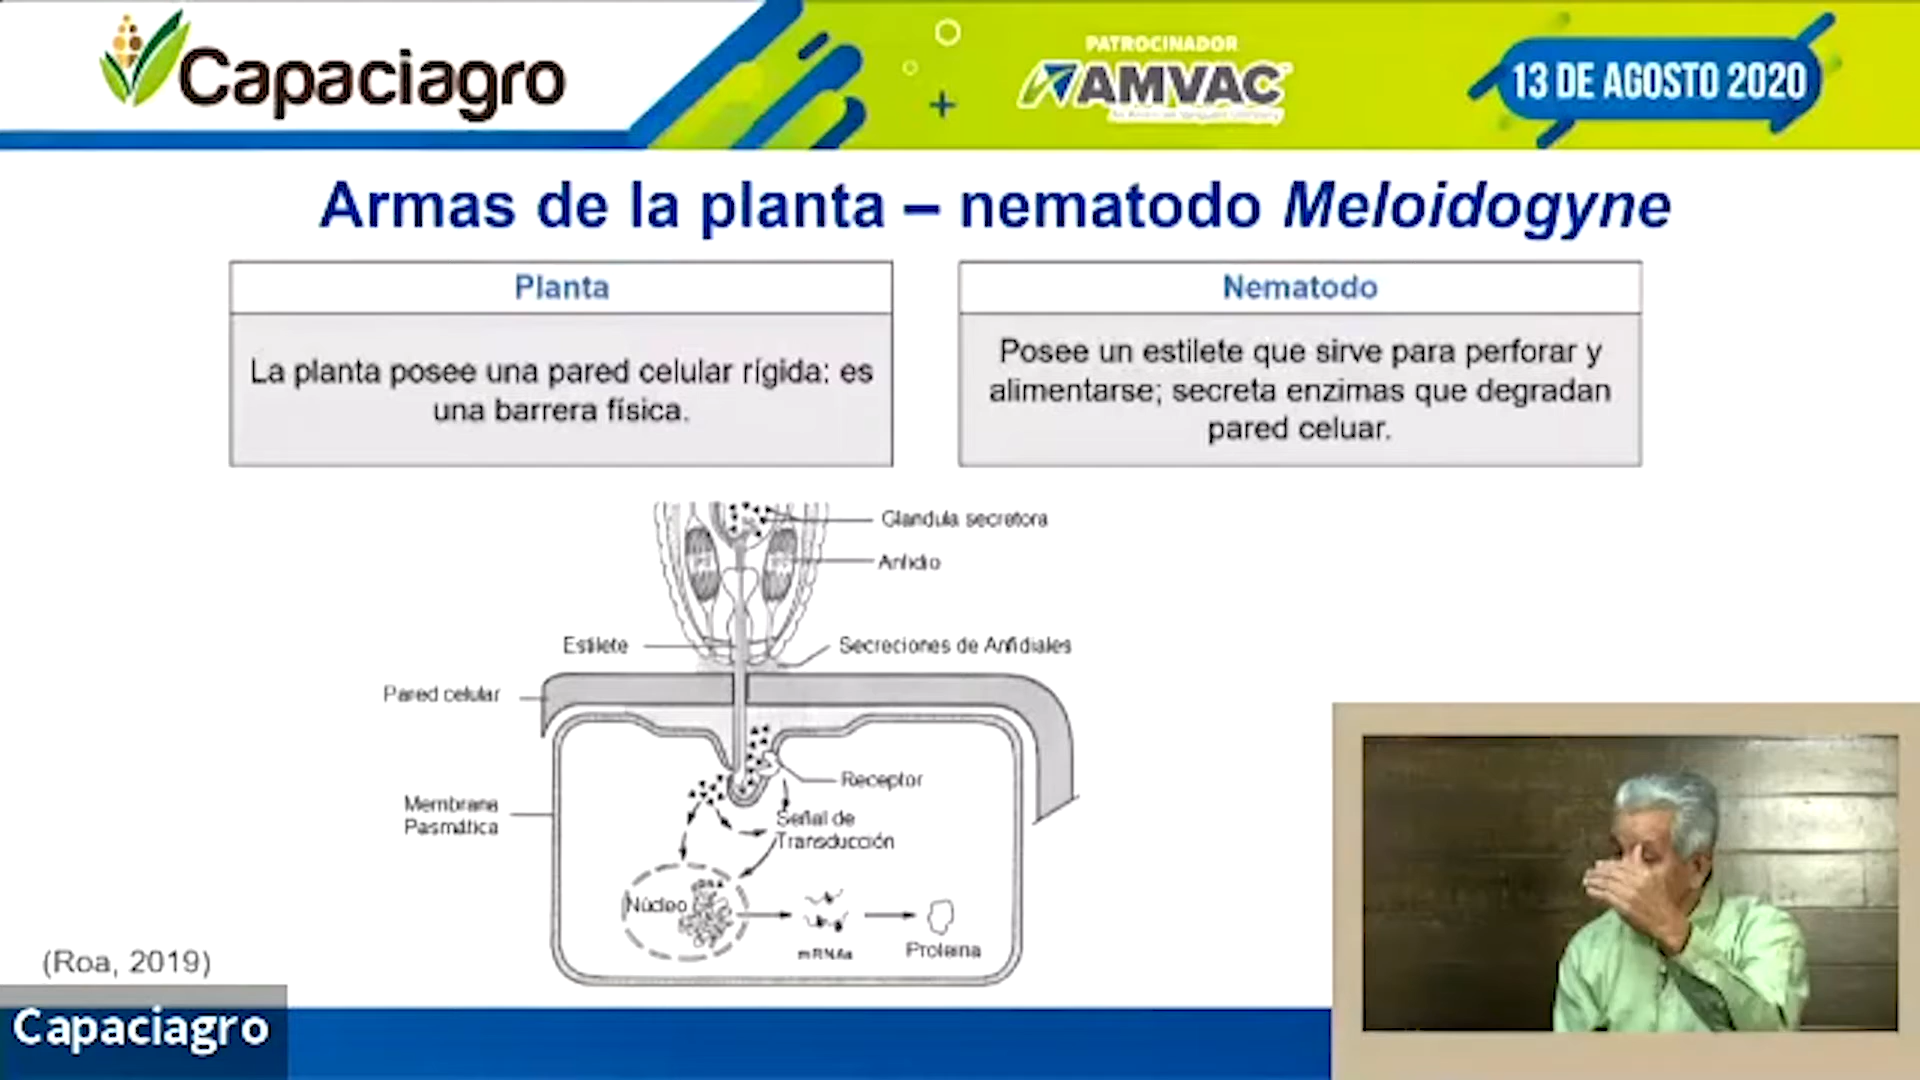 Capaciagro
PATROCINADOR
AMVAC
13 DE AGOSTO 2020
Armas de la planta – nematodo Meloidogyne
Planta
La planta posee una pared celular rígida: es
una barrera física.
Nematodo
Posee un estilete que sirve para perforar y
alimentarse; secreta enzimas que degradan
pared celuar.
Glandula secretora
Anfidio
Estilete
Secreciones de Anfidiales
Pared celular
Receptor
Membrana
Pasmática
Señal de
Transducción
Núcleo
mRNAs
Proteina
(Roa, 2019)
Capaciagro